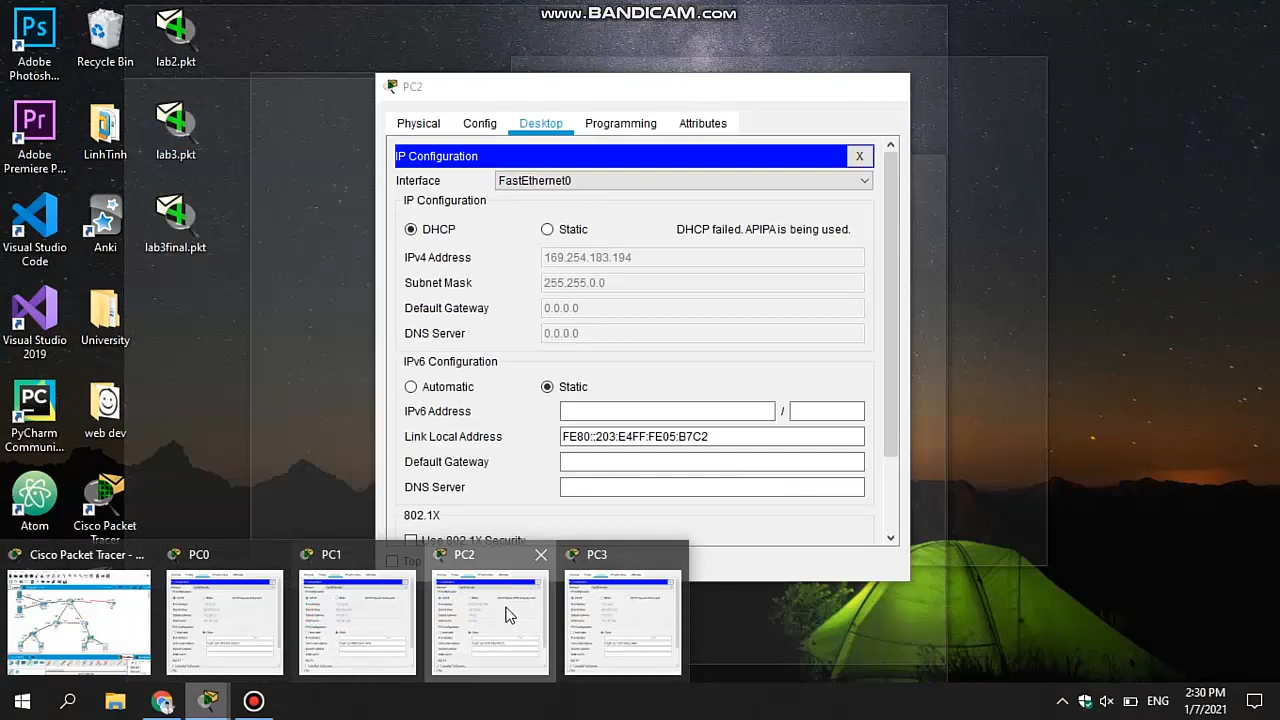 www.BANDICAM.com
Adobe
Photosh...
Recycle Bin
lab2.pkt
Adobe
Premiere P...
LinhTinh
lab3.pkt
Visual Studio
Code
Anki
lab3final.pkt
Visual Studio
2019
University
PyCharm
Communi...
web dev
Atom
Cisco Packet
Tracer
PC2
Physical
Config
Desktop
Programming
Attributes
IP Configuration
X
Interface
FastEthernet0
IP Configuration
DHCP
Static
DHCP failed. APIPA is being used.
IPv4 Address
169.254.183.194
Subnet Mask
255.255.0.0
Default Gateway
0.0.0.0
DNS Server
0.0.0.0
IPv6 Configuration
Automatic
Static
IPv6 Address
/
Link Local Address
FE80::203:E4FF:FE05:B7C2
Default Gateway
DNS Server
802.1X
Use 802.1X Security
Top
Cisco Packet Tracer - ...
PC0
PC1
PC2
PC3
ENG
2:30 PM
1/7/2021